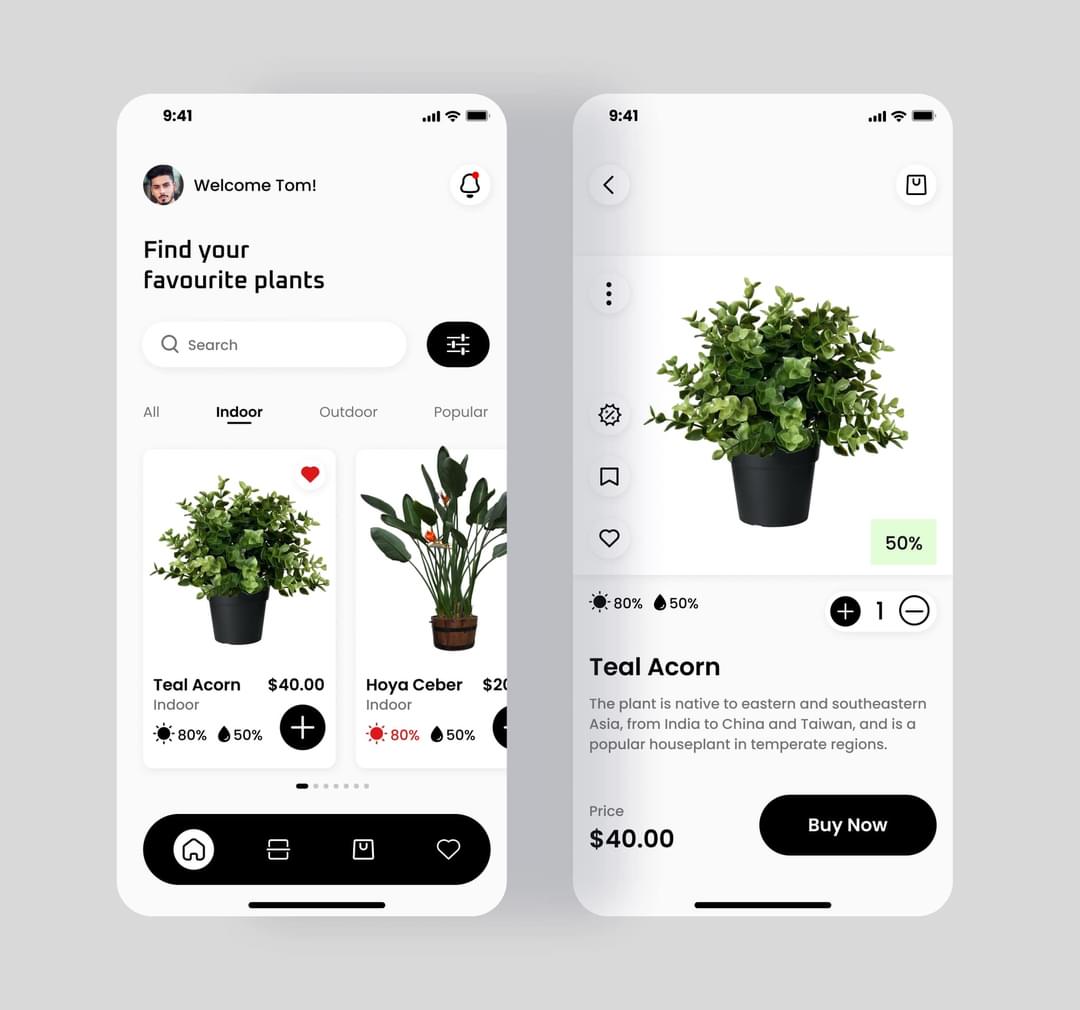 9:41
Welcome Tom!
Find your
favourite plants
Search
All Indoor Outdoor Popular
Teal Acorn $40.00
Indoor
80% 50%
Hoya Ceber
Indoor
80% 50%
9:41
50%
80% 50%
1
Teal Acorn
The plant is native to eastern and southeastern
Asia, from India to China and Taiwan, and is a
popular houseplant in temperate regions.
Price
$40.00
Buy Now